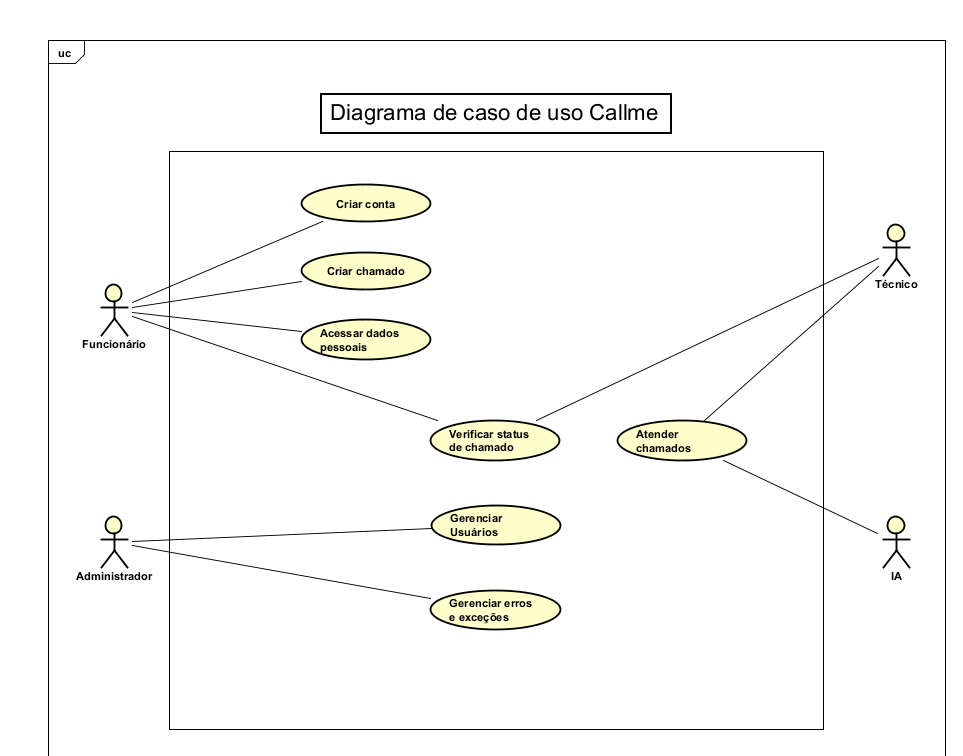 uc
Diagrama de caso de uso Callme
Criar conta
Criar chamado
Acessar dados
pessoais
Funcionário
Técnico
Verificar status
de chamado
Atender
chamados
Gerenciar
Usuários
Administrador
IA
Gerenciar erros
e exceções